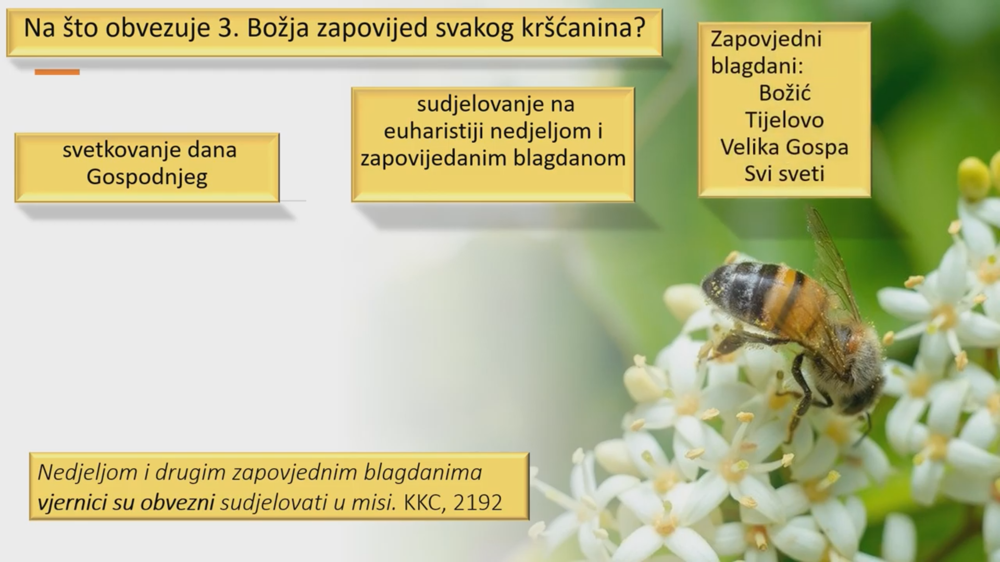 Na što obvezuje 3. Božja zapovijed svakog kršćanina?
svetkovanje dana
Gospodnjeg
sudjelovanje na
euharistiji nedjeljom i
zapovijedanim blagdanom
Zapovjedni
blagdani:
Božić
Tijelovo
Velika Gospa
Svi sveti
Nedjeljom i drugim zapovjednim blagdanima
vjernici su obvezni sudjelovati u misi. KKC, 2192